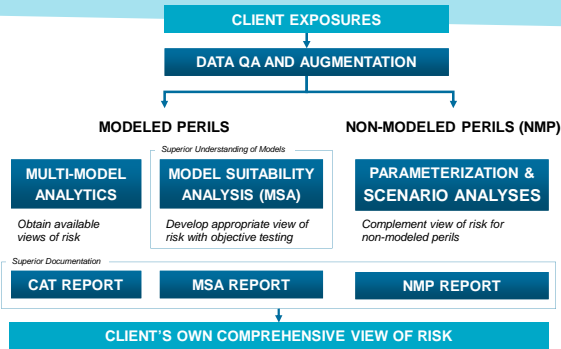 CLIENT EXPOSURES
DATA QA AND AUGMENTATION
MODELED PERILS
NON-MODELED PERILS (NMP)
Superior Understanding of Models
MULTI-MODEL
ANALYTICS
MODEL SUITABILITY
ANALYSIS (MSA)
PARAMETERIZATION &
SCENARIO ANALYSES
Obtain available
views of risk
Develop appropriate view of
risk with objective testing
Complement view of risk for
non-modeled perils
Superior Documentation
CAT REPORT
MSA REPORT
NMP REPORT
CLIENT'S OWN COMPREHENSIVE VIEW OF RISK